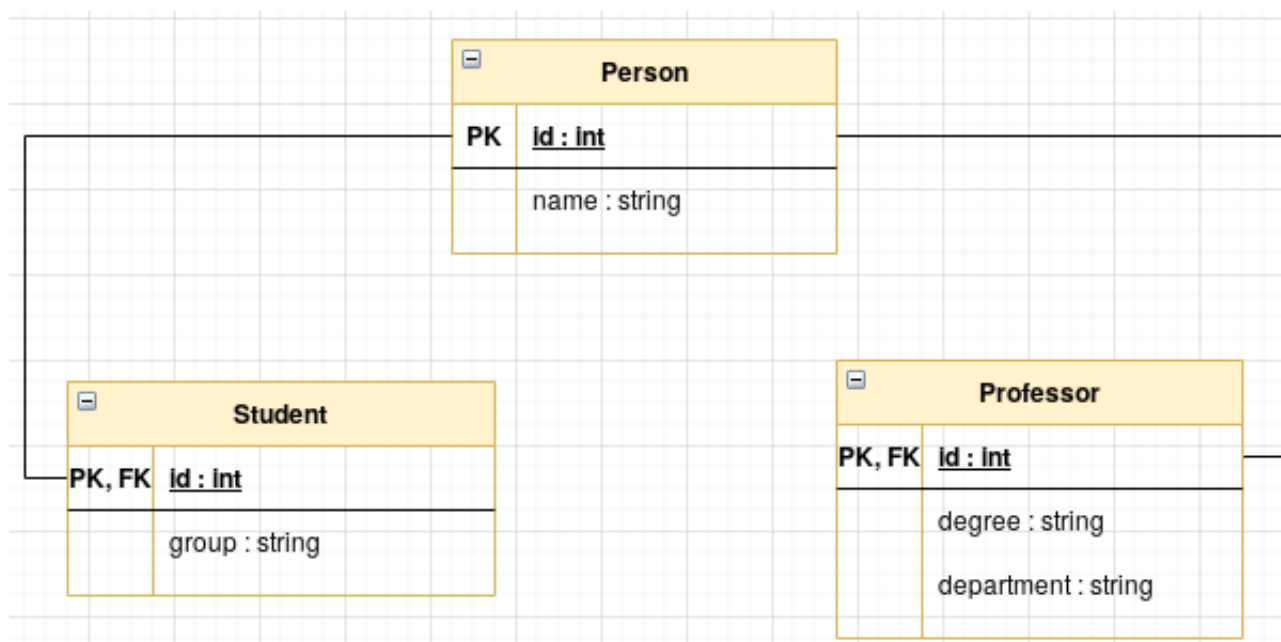 Person
PK id : int
name : string
Student
PK, FK id : int
group : string
Professor
PK, FK id : int
degree : string
department : string